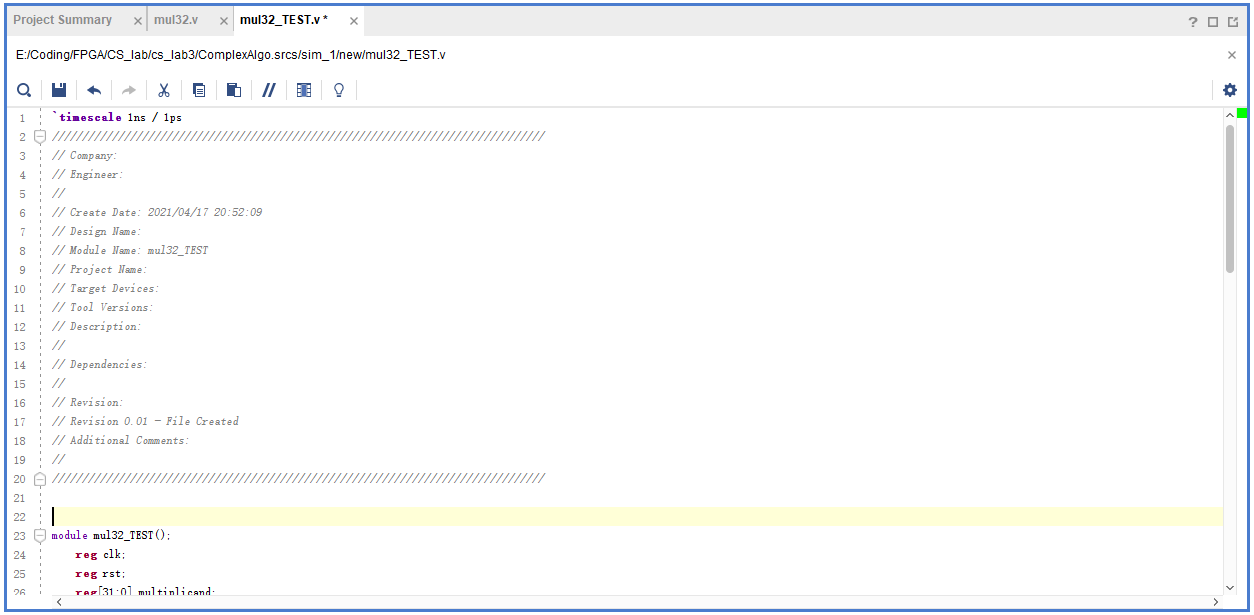 Project Summary × mul32.v × mul32_TEST.v * ×
?
E:/Coding/FPGA/CS_lab/cs_lab3/ComplexAlgo.srcs/sim_1/new/mul32_TEST.v
1 `timescale 1ns / 1ps
2 //////////////////////////////////////////////////////////////////////////////////
3 // Company:
4 // Engineer:
5 //
6 // Create Date: 2021/04/17 20:52:09
7 // Design Name:
8 // Module Name: mul32_TEST
9 // Project Name:
10 // Target Devices:
11 // Tool Versions:
12 // Description:
13 //
14 // Dependencies:
15 //
16 // Revision:
17 // Revision 0.01 - File Created
18 // Additional Comments:
19 //
20 //////////////////////////////////////////////////////////////////////////////////
21
22
23 module mul32_TEST();
24 reg clk;
25 reg rst;
26 reg[31:0] multiplicand;